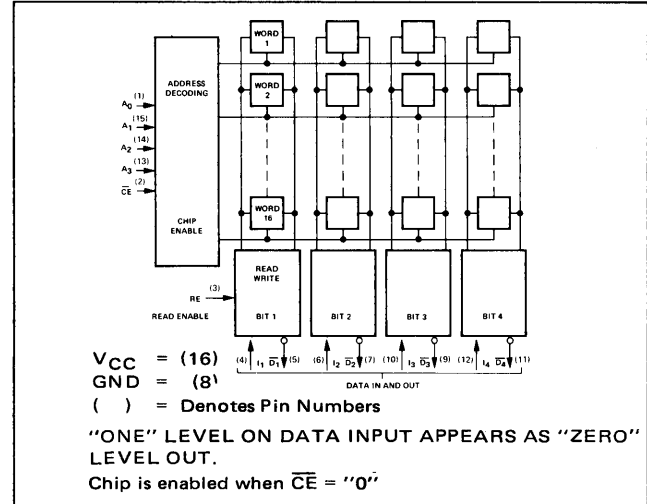 WORD
1
ADDRESS
DECODING
WORD
2
A0 (1)
A1 (15)
A2 (14)
A3 (13)
CE (2)
CHIP
ENABLE
WORD
16
READ
WRITE
RE (3)
READ ENABLE
BIT 1 BIT 2 BIT 3 BIT 4
(4) I1 D1 (5) (6) I2 D2 (7) (10) I3 D3 (9) (12) I4 D4 (11)
DATA IN AND OUT
VCC = (16)
GND = (8)
( ) = Denotes Pin Numbers
"ONE" LEVEL ON DATA INPUT APPEARS AS "ZERO"
LEVEL OUT.
Chip is enabled when CE = "0"